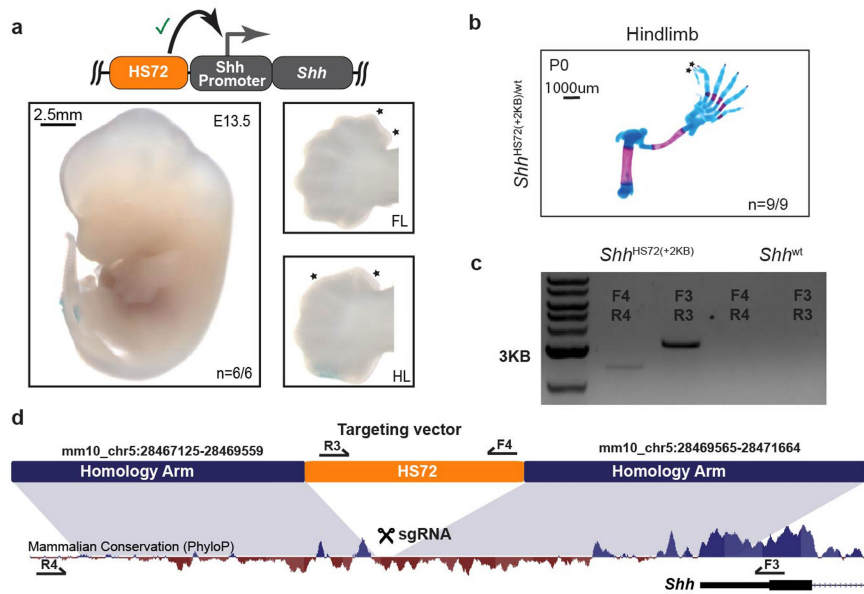 a
✓
HS72
Shh
Promoter
Shh
2.5mm
E13.5
n=6/6
FL
HL
b
Hindlimb
ShhHS72(+2KB)/wt
P0
1000um
n=9/9
c
ShhHS72(+2KB)
Shhwt
F4
R4
F3
R3
F4
R4
F3
R3
3KB
d
Targeting vector
mm10_chr5:28467125-28469559
R3
F4
mm10_chr5:28469565-28471664
Homology Arm
HS72
Homology Arm
sgRNA
Mammalian Conservation (PhyloP)
R4
F3
Shh